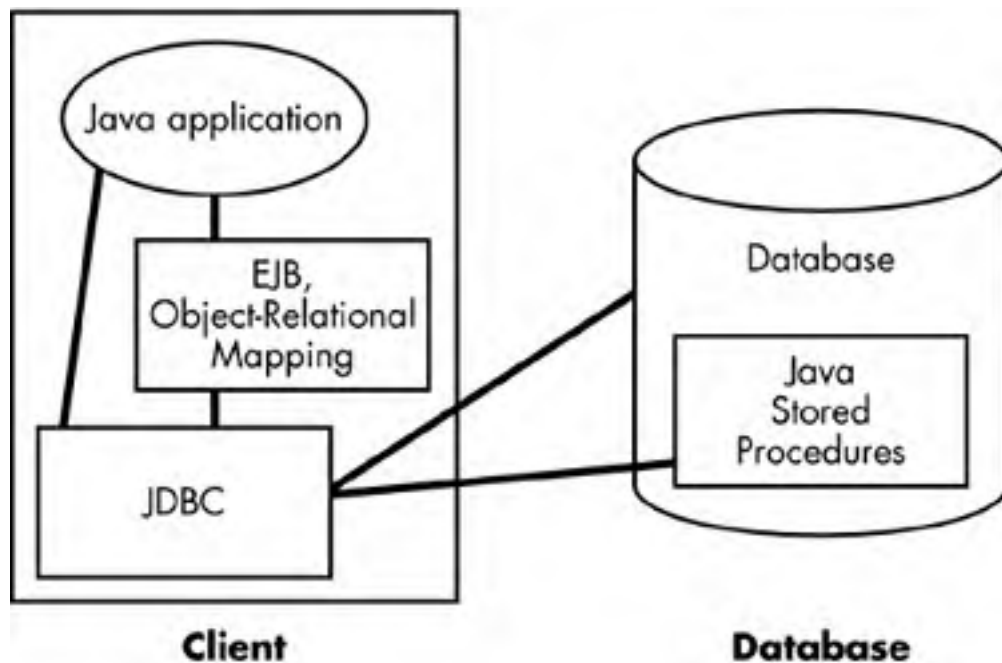 Java application
EJB,
Object-Relational
Mapping
JDBC
Database
Java
Stored
Procedures
Client
Database